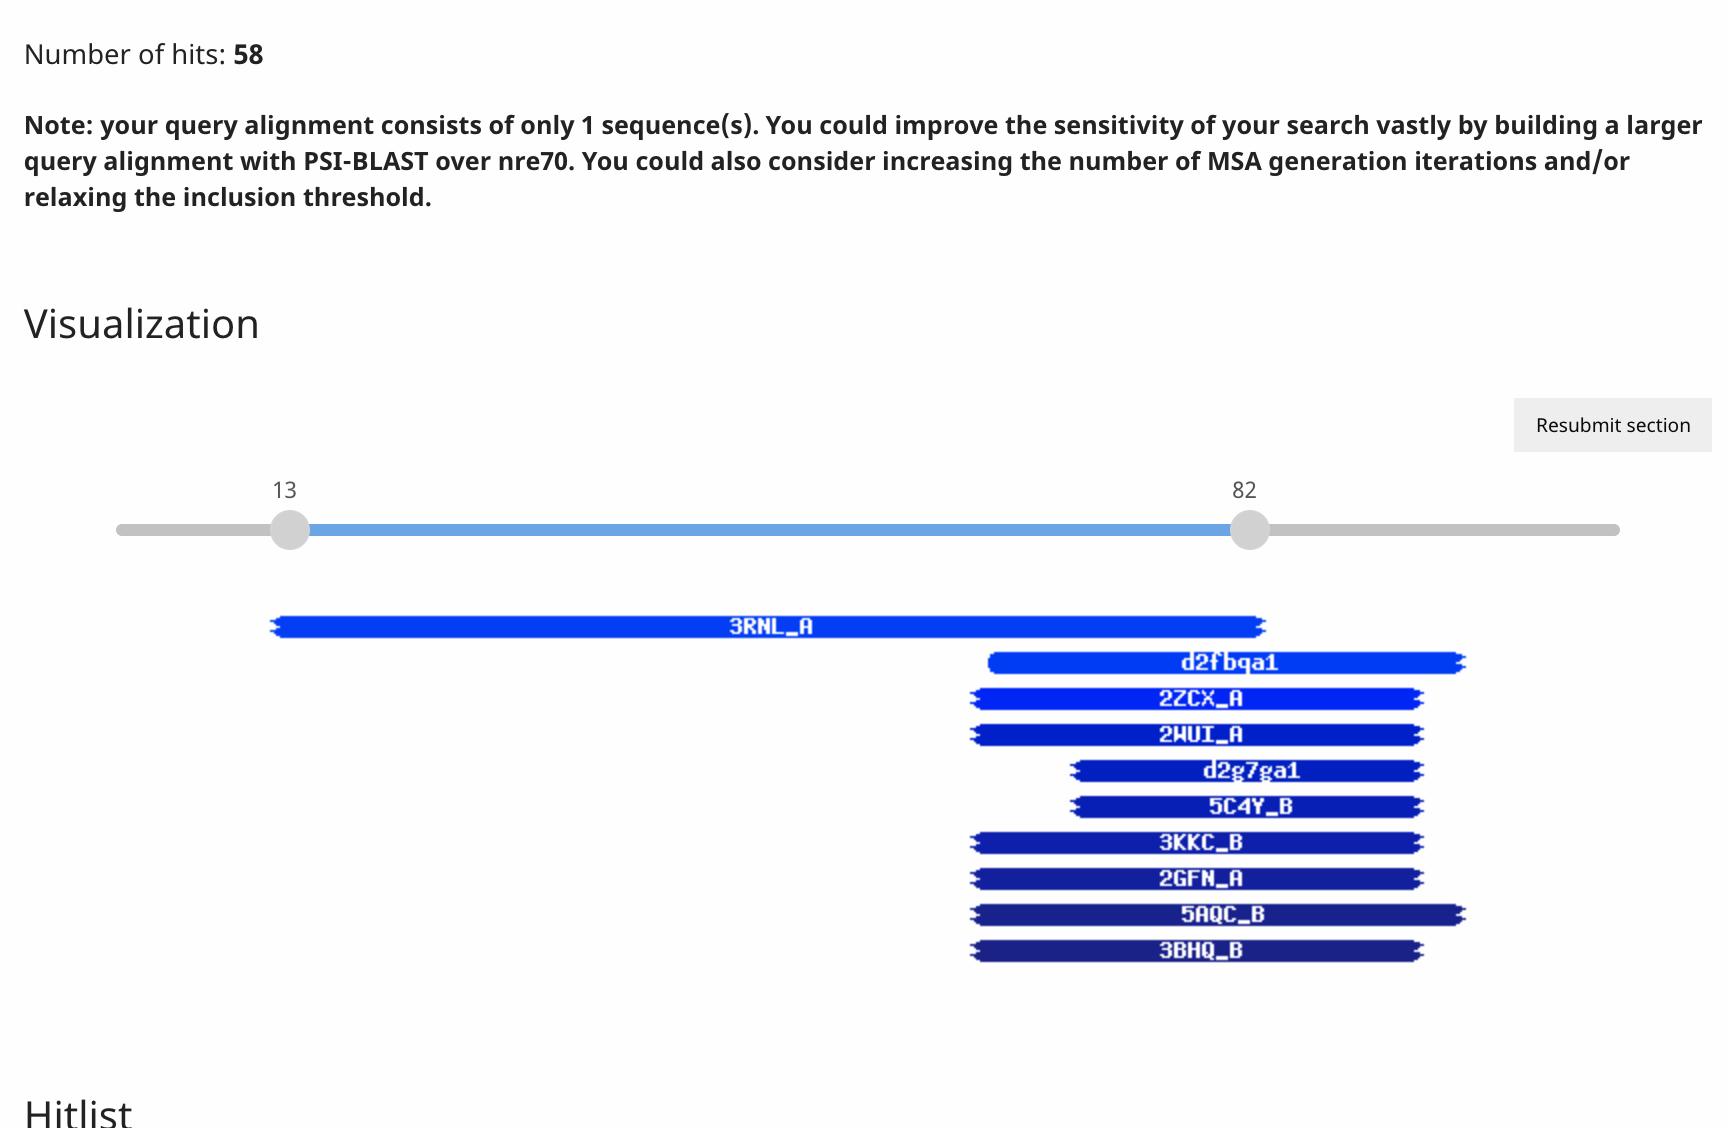 Number of hits: 58
Note: your query alignment consists of only 1 sequence(s). You could improve the sensitivity of your search vastly by building a larger
query alignment with PSI-BLAST over nre70. You could also consider increasing the number of MSA generation iterations and/or
relaxing the inclusion threshold.
Visualization
Resubmit section
13 82
3RNL_A
d2fbqa1
2ZCX_A
2WUI_A
d2g7ga1
5C4Y_B
3KKC_B
2GFN_A
5AQC_B
3BHQ_B
Hitlist